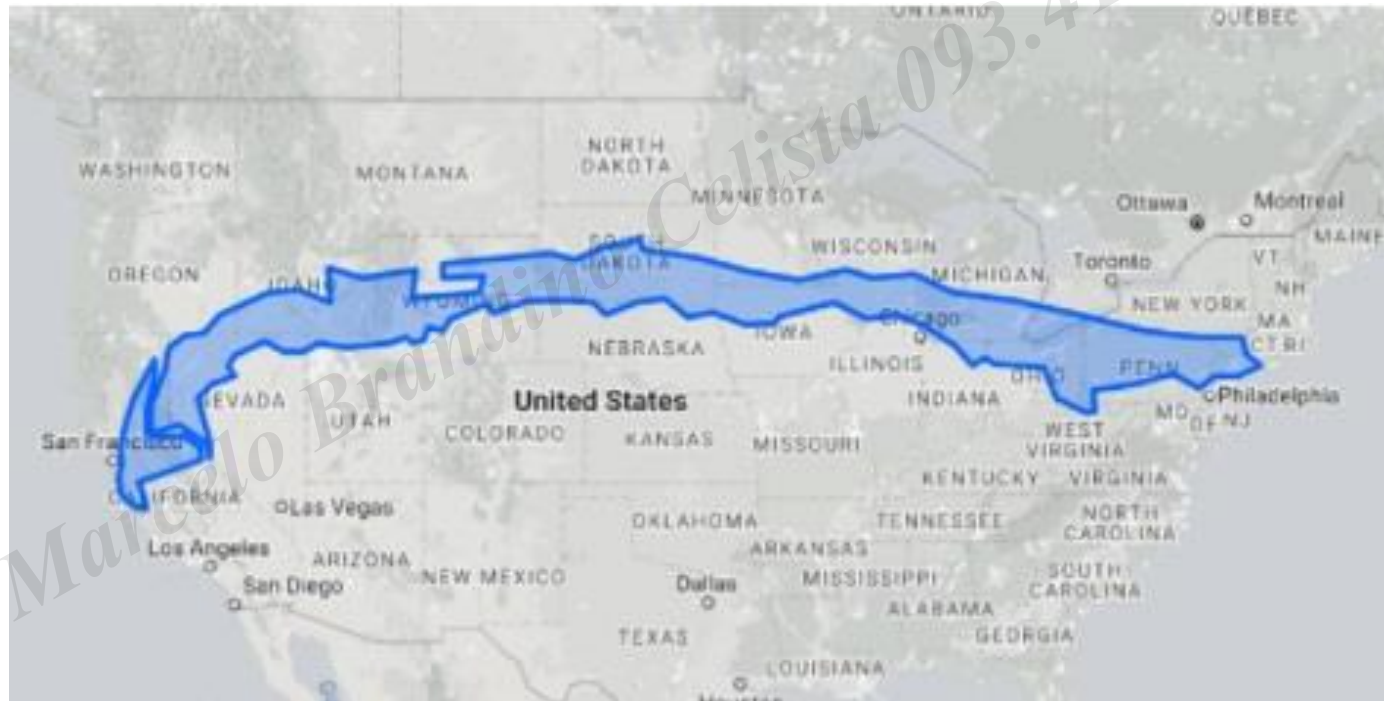 ONTARIO
QUÉBEC
NORTH
DAKOTA
WASHINGTON
MONTANA
MINNESOTA
Ottawa
Montreal
MAINE
SOUTH
DAKOTA
WISCONSIN
MICHIGAN
Toronto
VT
NH
OREGON
IDAHO
WYOMING
NEW YORK
MA
CT RI
Chicago
IOWA
NEBRASKA
ILLINOIS
OHIO
PENN
INDIANA
Philadelphia
NEVADA
UTAH
United States
MD
DE NJ
San Francisco
COLORADO
KANSAS
MISSOURI
WEST
VIRGINIA
KENTUCKY
VIRGINIA
CALIFORNIA
Las Vegas
OKLAHOMA
TENNESSEE
NORTH
CAROLINA
Los Angeles
ARIZONA
NEW MEXICO
ARKANSAS
San Diego
Dallas
MISSISSIPPI
SOUTH
CAROLINA
ALABAMA
TEXAS
GEORGIA
LOUISIANA
Houston
Marcelo Brandino Celista 093.41